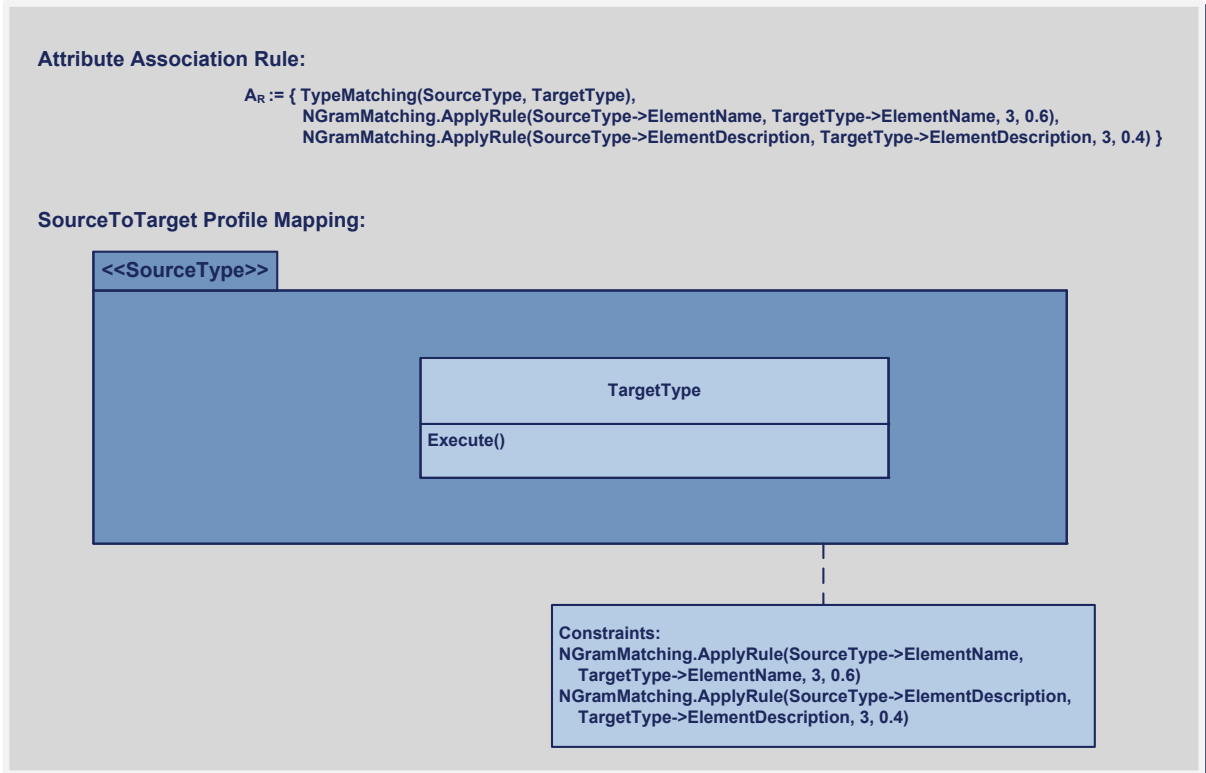 Attribute Association Rule:
A_R := { TypeMatching(SourceType, TargetType),
NGramMatching.ApplyRule(SourceType->ElementName, TargetType->ElementName, 3, 0.6),
NGramMatching.ApplyRule(SourceType->ElementDescription, TargetType->ElementDescription, 3, 0.4) }
SourceToTarget Profile Mapping:
<<SourceType>>
TargetType
Execute()
Constraints:
NGramMatching.ApplyRule(SourceType->ElementName,
TargetType->ElementName, 3, 0.6)
NGramMatching.ApplyRule(SourceType->ElementDescription,
TargetType->ElementDescription, 3, 0.4)